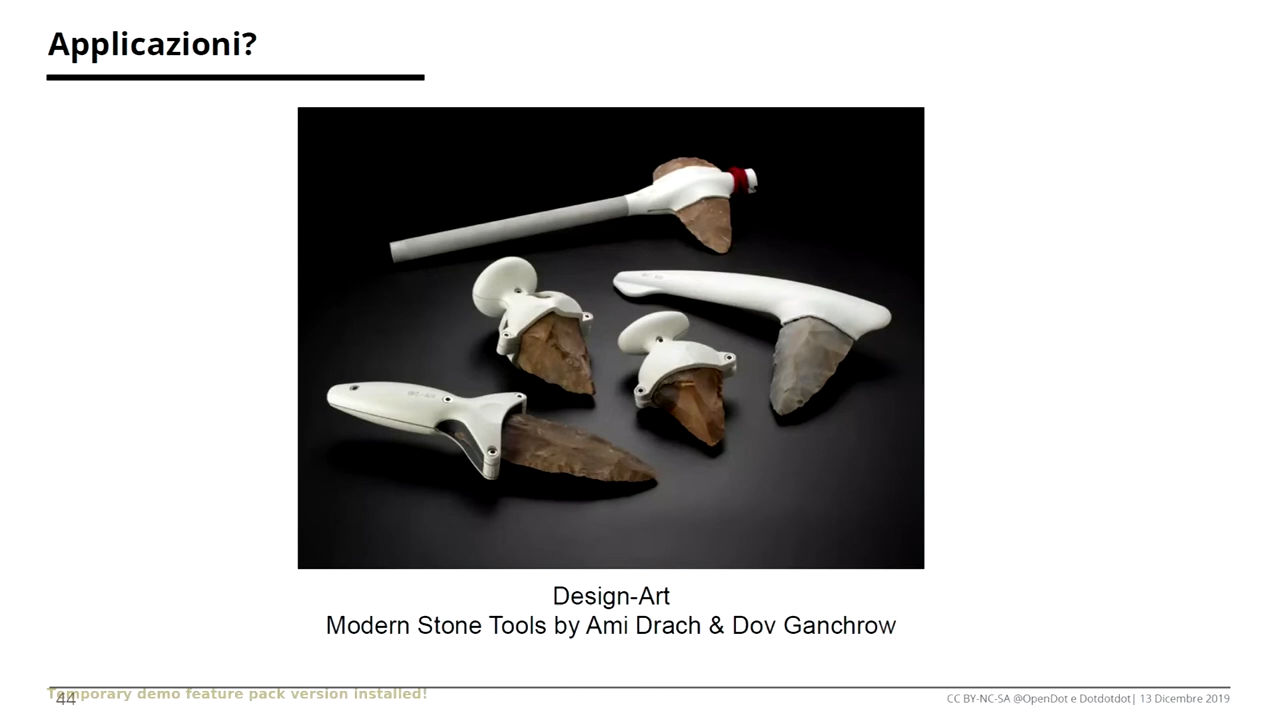 Applicazioni?
Design-Art
Modern Stone Tools by Ami Drach & Dov Ganchrow
Temporary demo feature pack version installed!
44
CC BY-NC-SA @OpenDot e Dotdotdot| 13 Dicembre 2019